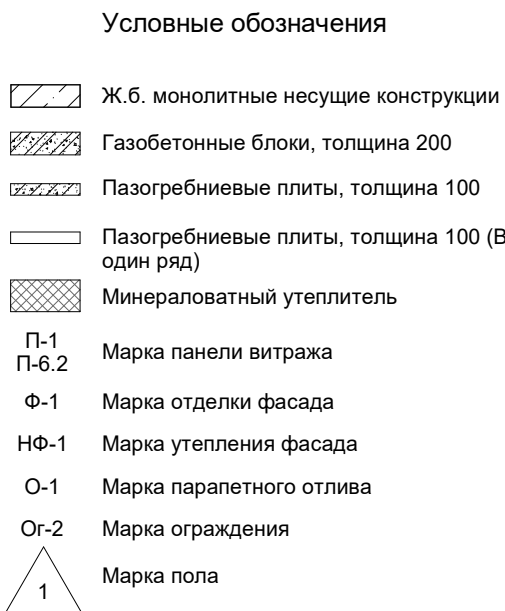 Условные обозначения
Ж.б. монолитные несущие конструкции
Газобетонные блоки, толщина 200
Пазогребниевые плиты, толщина 100
Пазогребниевые плиты, толщина 100 (В
один ряд)
Минераловатный утеплитель
П-1
П-6.2
Марка панели витража
Ф-1 Марка отделки фасада
НФ-1 Марка утепления фасада
О-1 Марка парапетного отлива
Ог-2 Марка ограждения
1 Марка пола